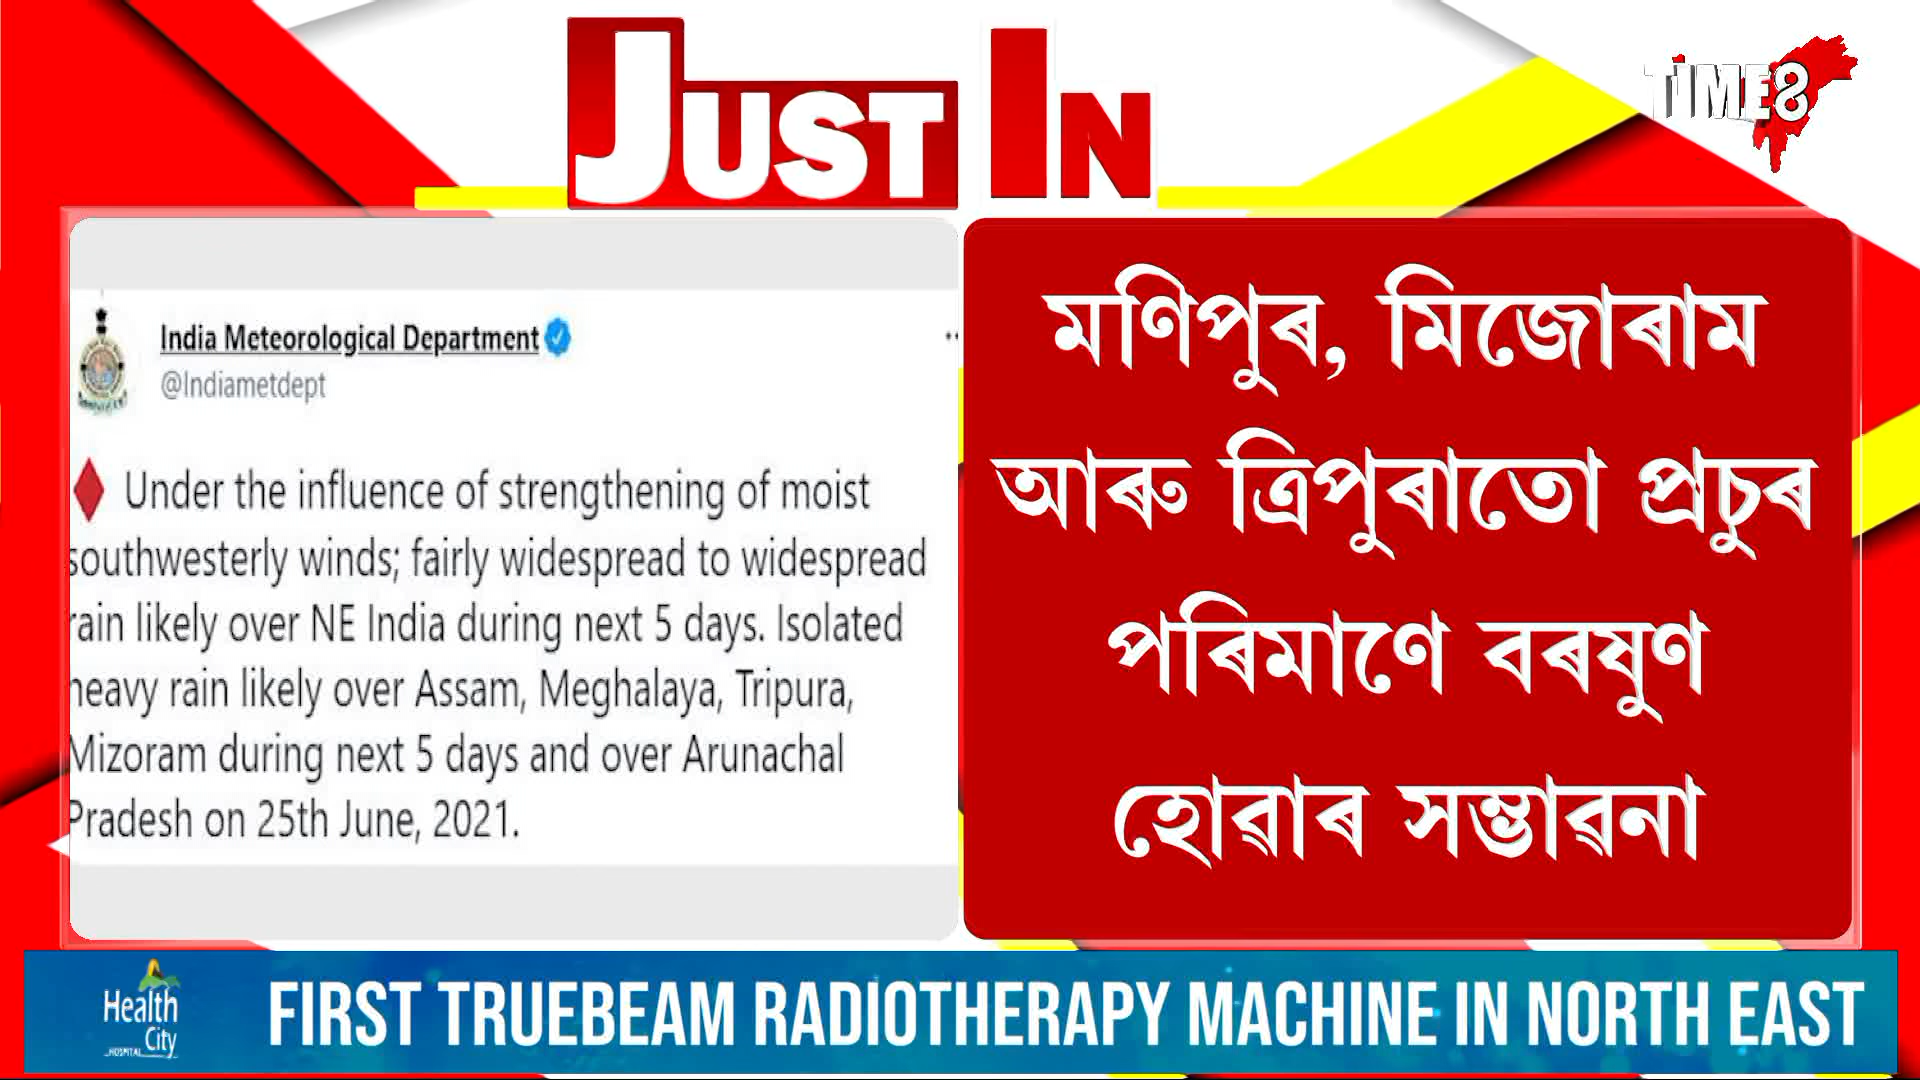 JUST IN
TIME8
India Meteorological Department
@Indiametdept
Under the influence of strengthening of moist
southwesterly winds; fairly widespread to widespread
rain likely over NE India during next 5 days. Isolated
heavy rain likely over Assam, Meghalaya, Tripura,
Mizoram during next 5 days and over Arunachal
Pradesh on 25th June, 2021.
মণিপুৰ, মিজোৰাম
আৰু ত্ৰিপুৰাতো প্ৰচুৰ
পৰিমাণে বৰষুণ
হোৱাৰ সম্ভাৱনা
Health
City
HOSPITAL
FIRST TRUEBEAM RADIOTHERAPY MACHINE IN NORTH EAST